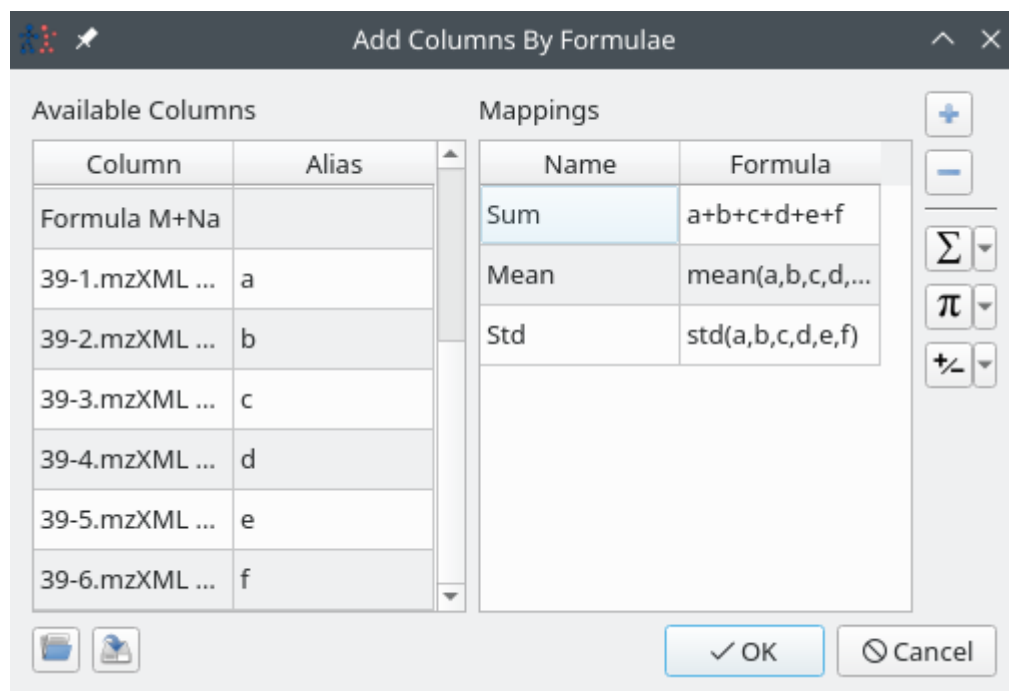 Add Columns By Formulae
Available Columns
Column Alias
Formula M+Na
39-1.mzXML ... a
39-2.mzXML ... b
39-3.mzXML ... c
39-4.mzXML ... d
39-5.mzXML ... e
39-6.mzXML ... f
Mappings
Name Formula
Sum a+b+c+d+e+f
Mean mean(a,b,c,d,...
Std std(a,b,c,d,e,f)
Σ
π
+/−
OK
Cancel